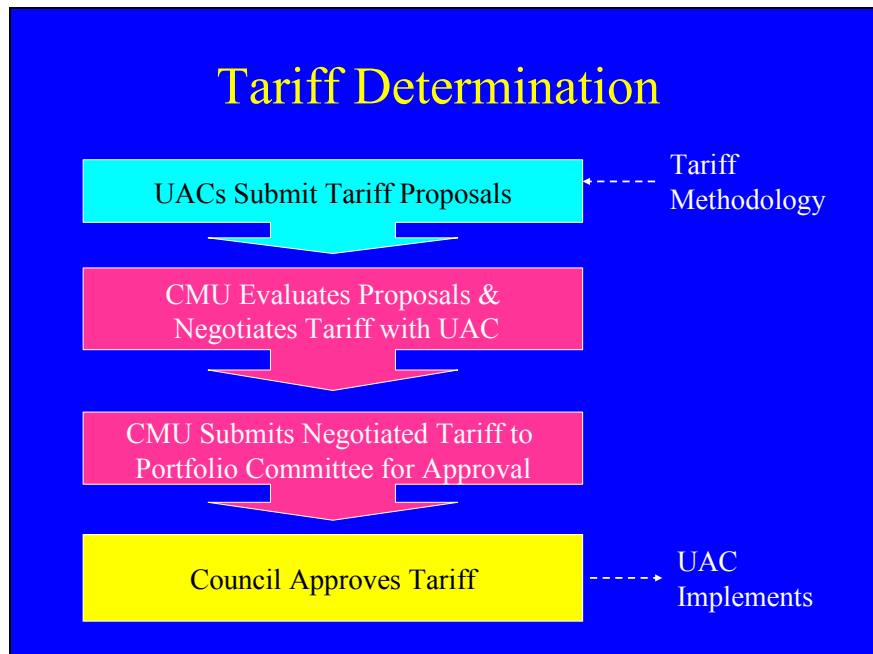 Tariff Determination
UACs Submit Tariff Proposals
Tariff
Methodology
CMU Evaluates Proposals &
Negotiates Tariff with UAC
CMU Submits Negotiated Tariff to
Portfolio Committee for Approval
Council Approves Tariff
UAC
Implements